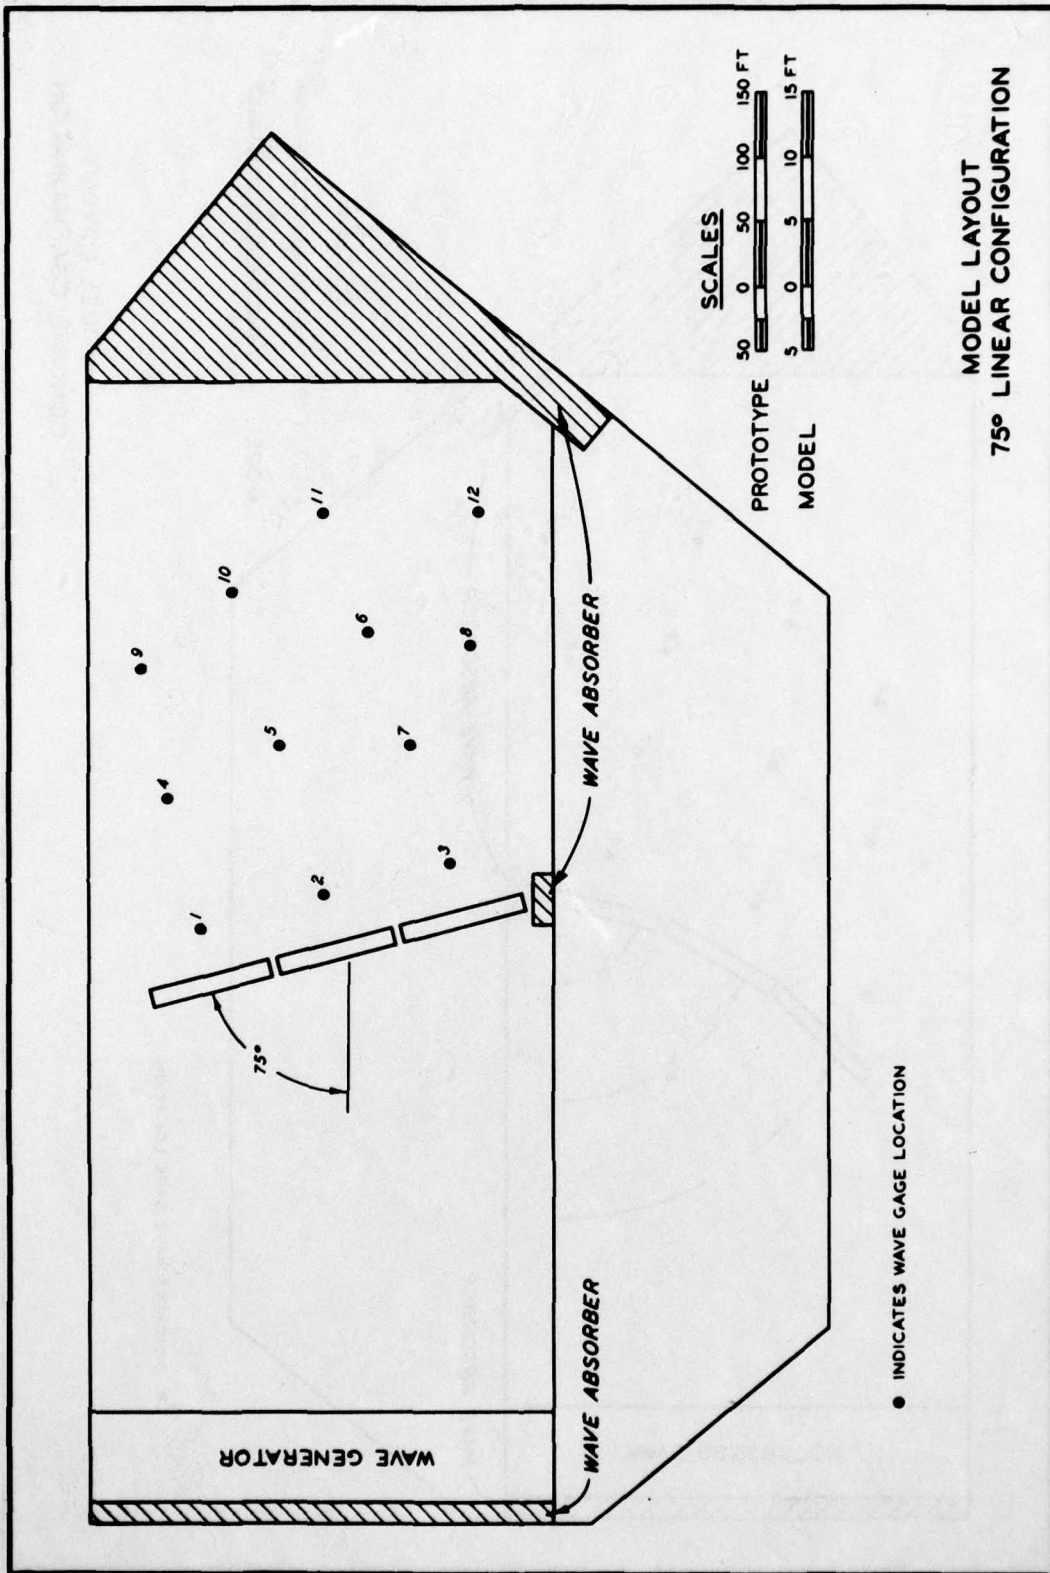 WAVE ABSORBER
WAVE GENERATOR
75°
1
2
3
4
5
6
7
8
9
10
11
12
WAVE ABSORBER
WAVE ABSORBER
SCALES
PROTOTYPE 50 0 50 100 150 FT
MODEL 5 0 5 10 15 FT
● INDICATES WAVE GAGE LOCATION
MODEL LAYOUT
75° LINEAR CONFIGURATION